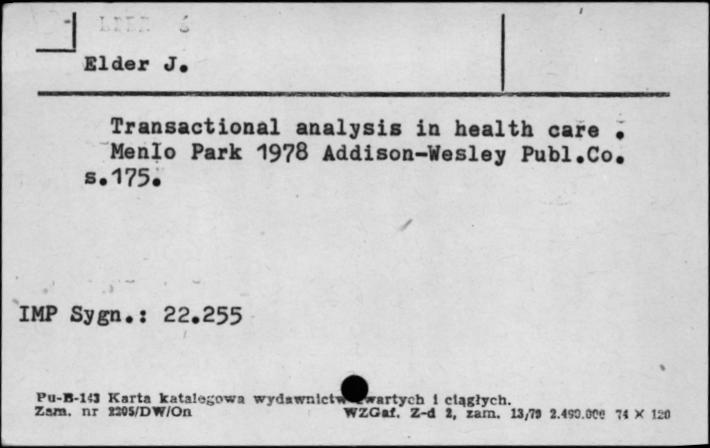 Elder J.
Transactional analysis in health care .
Menlo Park 1978 Addison-Wesley Publ.Co.
s.175.
IMP Sygn.: 22.255
Pu-B-143 Karta katalogowa wydawnictw zwartych i ciągłych.
Zam. nr 2205/DW/On WZGraf. Z-d 2, zam. 13/79 2.490.000 74 × 120